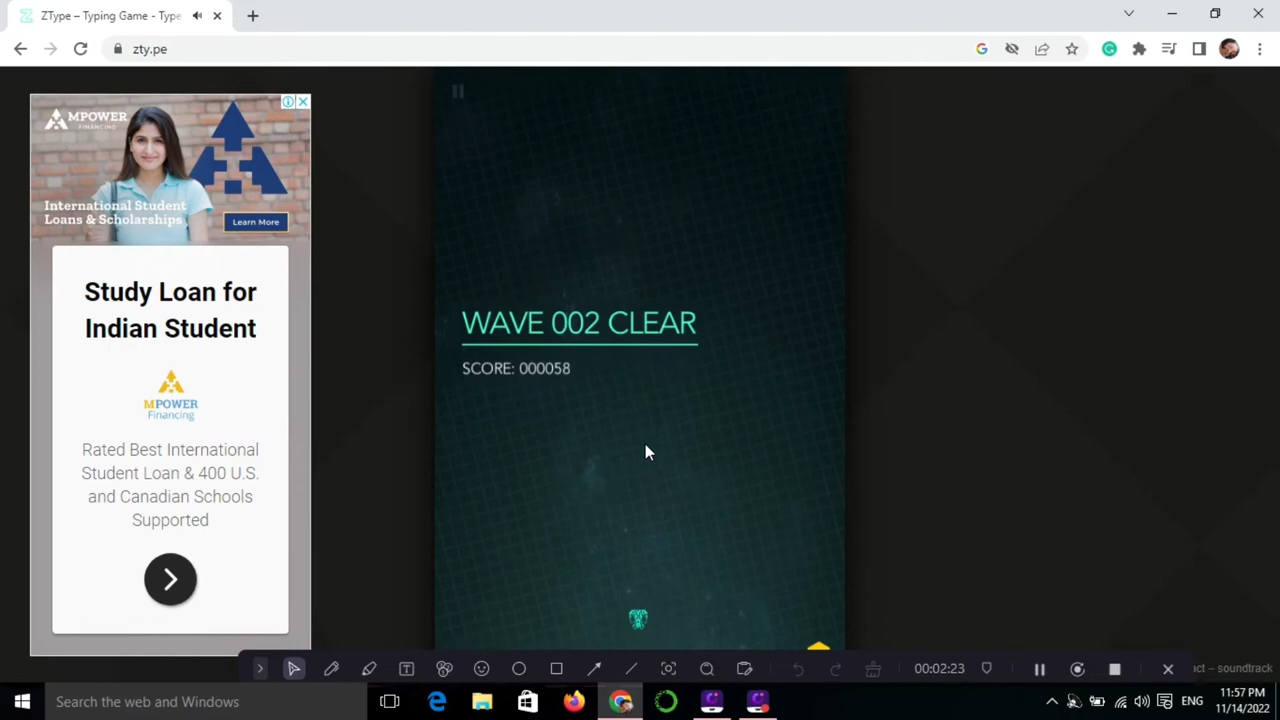 ZType – Typing Game - Type
zty.pe
MPOWER
FINANCING
International Student
Loans & Scholarships
Learn More
Study Loan for
Indian Student
MPOWER
Financing
Rated Best International
Student Loan & 400 U.S.
and Canadian Schools
Supported
WAVE 002 CLEAR
SCORE: 000058
00:02:23
act – soundtrack
Search the web and Windows
ENG
11:57 PM
11/14/2022